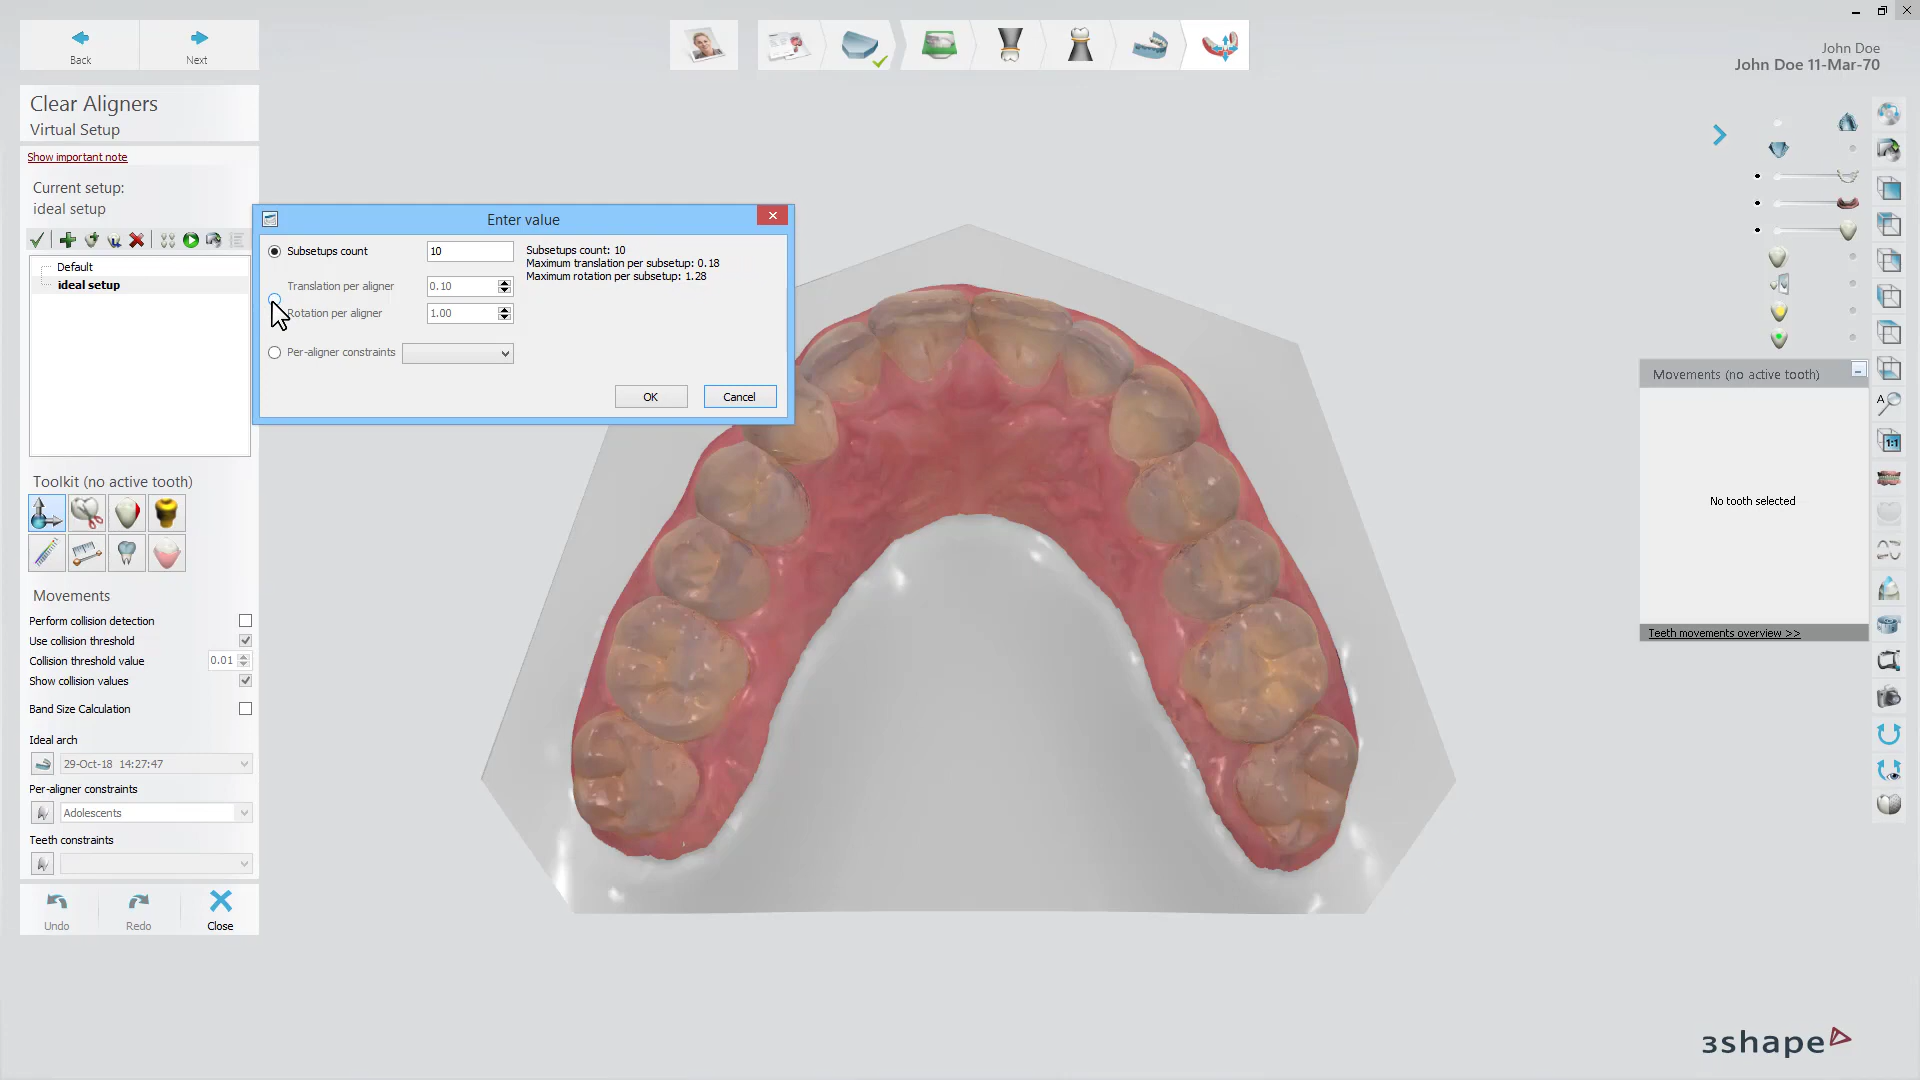 Back
Next
John Doe
John Doe 11-Mar-70
Clear Aligners
Virtual Setup
Show important note
Current setup:
ideal setup
Default
ideal setup
Enter value
Subsetups count
10
Translation per aligner
0.10
Rotation per aligner
1.00
Per-aligner constraints
Subsetups count: 10
Maximum translation per subsetup: 0.18
Maximum rotation per subsetup: 1.28
OK
Cancel
Toolkit (no active tooth)
Movements
Perform collision detection
Use collision threshold
Collision threshold value
0.01
Show collision values
Band Size Calculation
Ideal arch
29-Oct-18 14:27:47
Per-aligner constraints
Adolescents
Teeth constraints
Undo
Redo
Close
Movements (no active tooth)
No tooth selected
Teeth movements overview >>
A
1:1
3shape